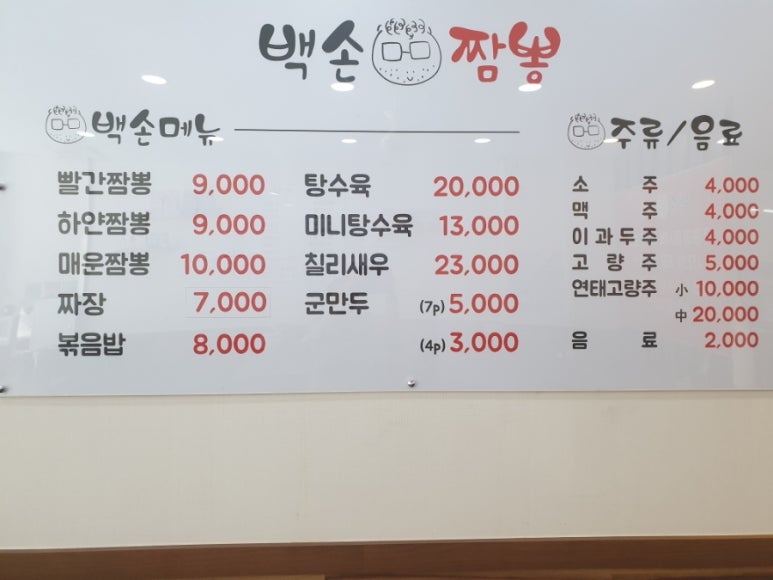 백손 짬뽕
백손메뉴
빨간짬뽕 9,000
하얀짬뽕 9,000
매운짬뽕 10,000
짜장 7,000
볶음밥 8,000
탕수육 20,000
미니탕수육 13,000
칠리새우 23,000
군만두 (7p) 5,000
(4p) 3,000
주류/음료
소 주 4,000
맥 주 4,000
이과두주 4,000
고 량 주 5,000
연태고량주 小 10,000
中 20,000
음 료 2,000